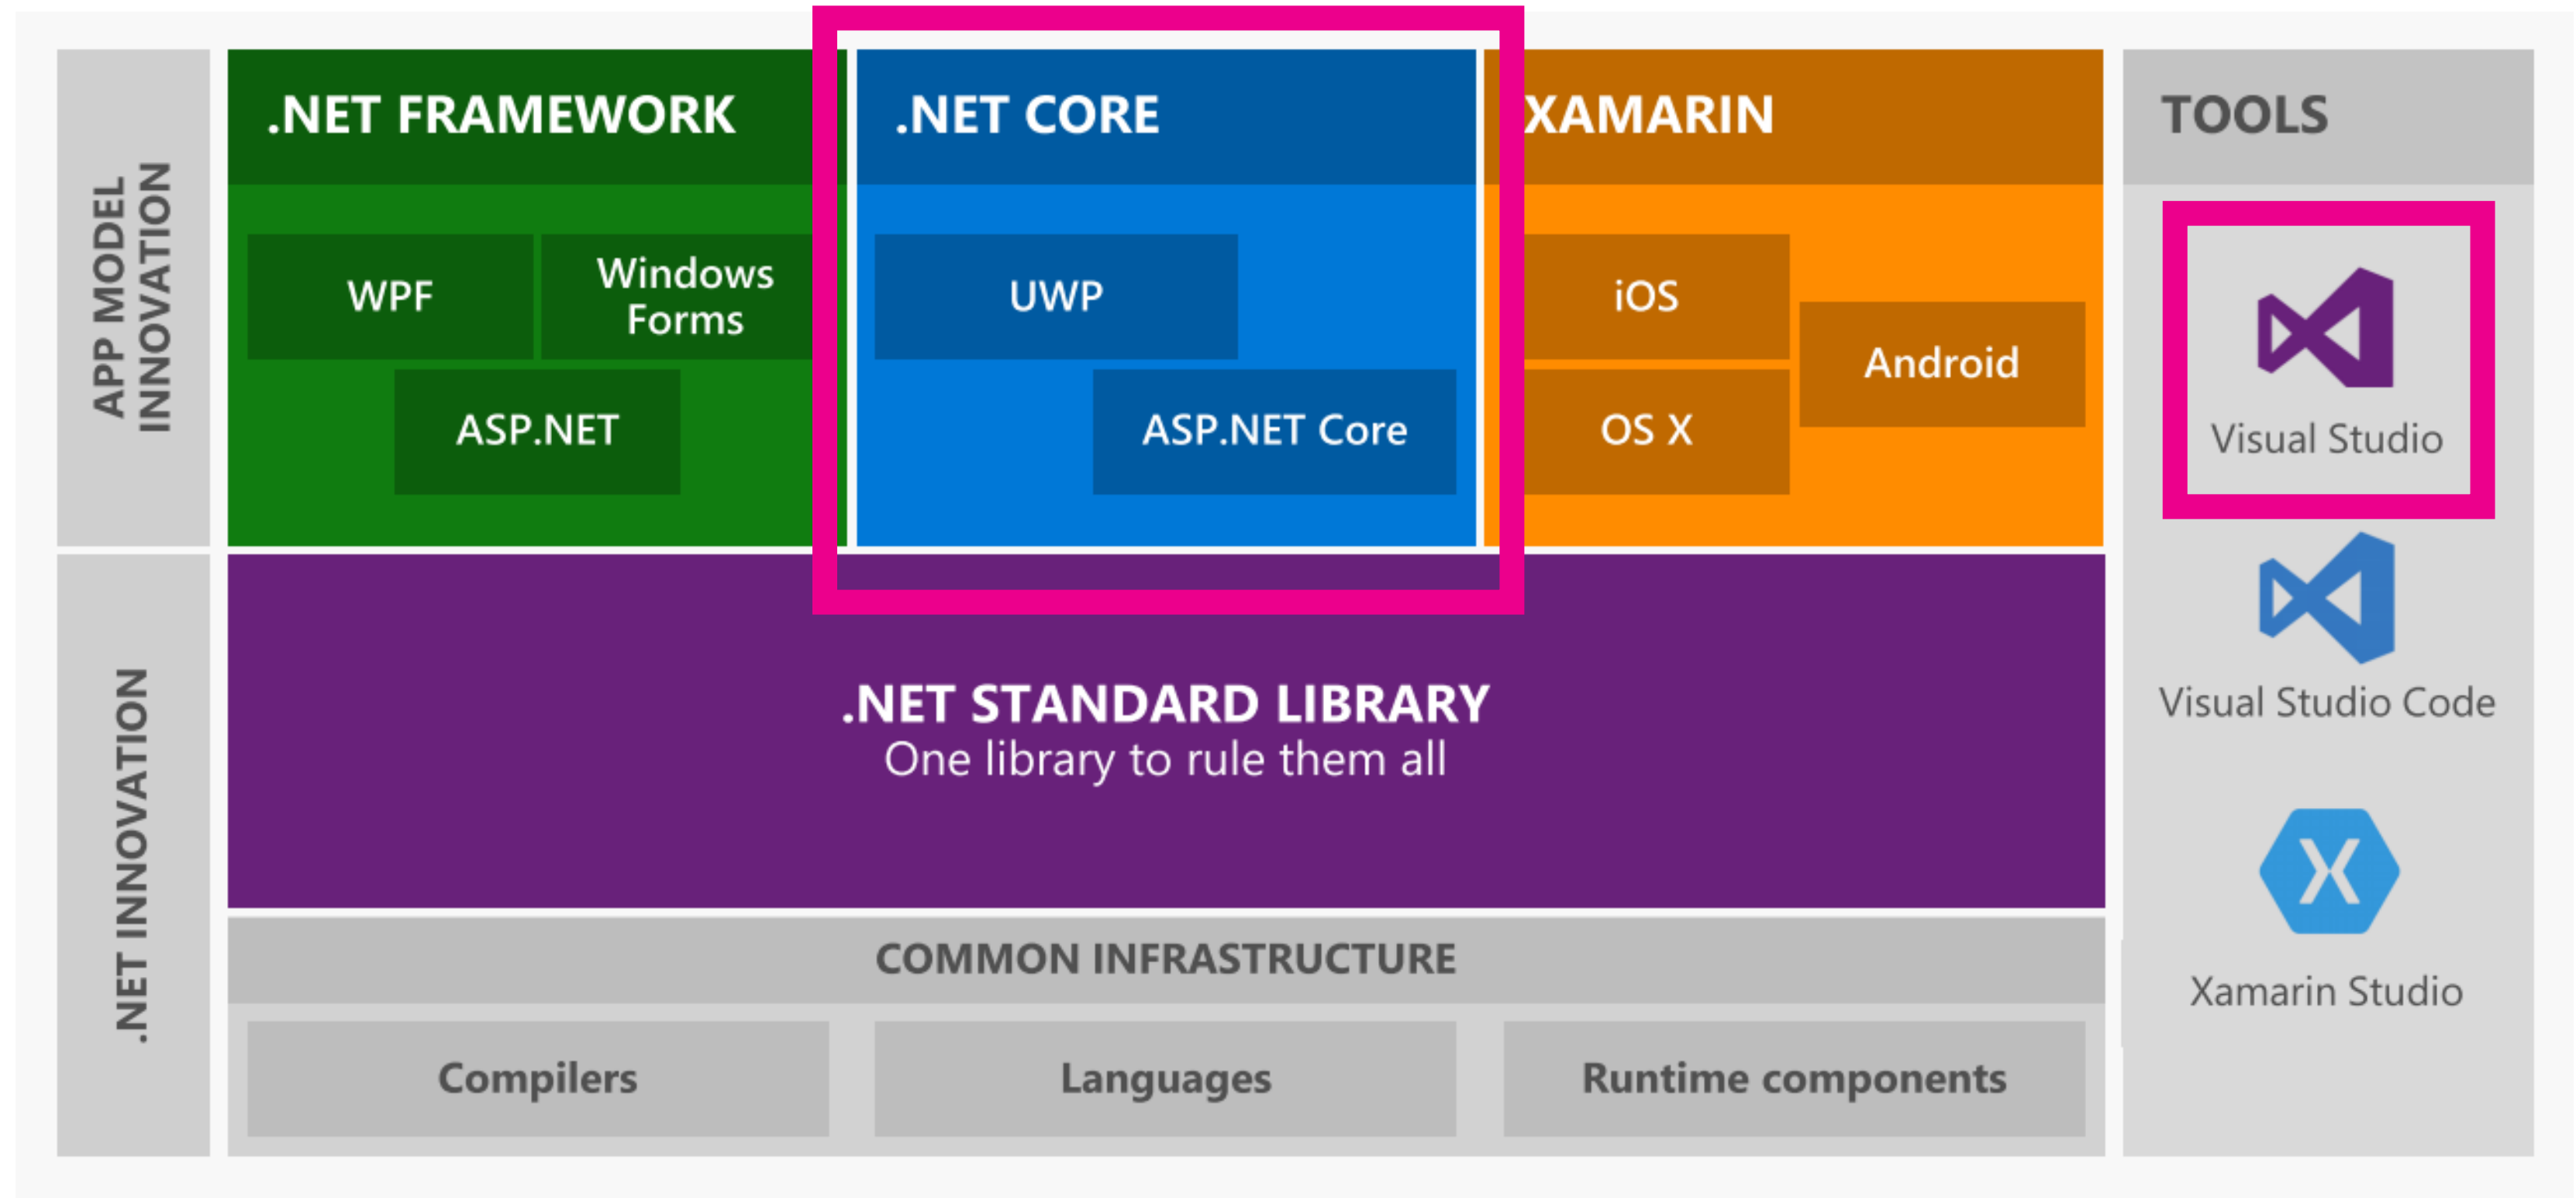 APP MODEL
INNOVATION
.NET FRAMEWORK
WPF
Windows
Forms
ASP.NET
.NET CORE
UWP
ASP.NET Core
XAMARIN
iOS
OS X
Android
.NET INNOVATION
.NET STANDARD LIBRARY
One library to rule them all
COMMON INFRASTRUCTURE
Compilers
Languages
Runtime components
TOOLS
Visual Studio
Visual Studio Code
Xamarin Studio